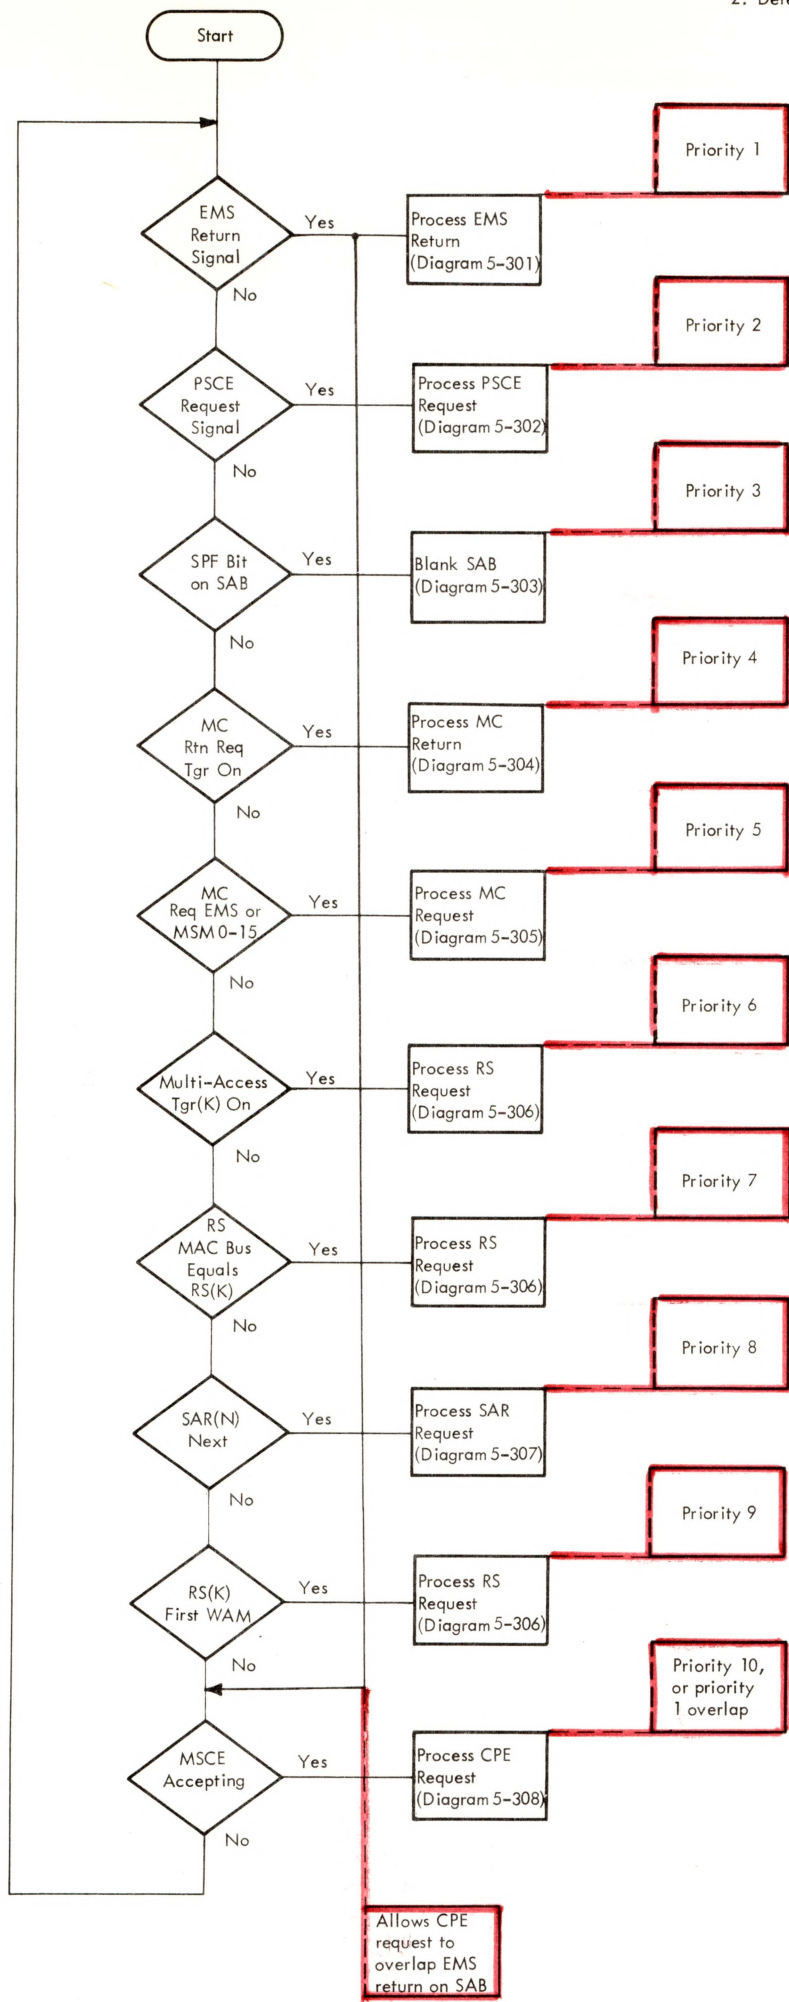 2. Dete
Start
Priority 1
EMS
Return
Signal
Yes
Process EMS
Return
(Diagram 5-301)
No
Priority 2
PSCE
Request
Signal
Yes
Process PSCE
Request
(Diagram 5-302)
No
Priority 3
SPF Bit
on SAB
Yes
Blank SAB
(Diagram 5-303)
No
Priority 4
MC
Rtn Req
Tgr On
Yes
Process MC
Return
(Diagram 5-304)
No
Priority 5
MC
Req EMS or
MSM 0-15
Yes
Process MC
Request
(Diagram 5-305)
No
Priority 6
Multi-Access
Tgr(K) On
Yes
Process RS
Request
(Diagram 5-306)
No
Priority 7
RS
MAC Bus
Equals
RS(K)
Yes
Process RS
Request
(Diagram 5-306)
No
Priority 8
SAR(N)
Next
Yes
Process SAR
Request
(Diagram 5-307)
No
Priority 9
RS(K)
First WAM
Yes
Process RS
Request
(Diagram 5-306)
No
Priority 10,
or priority
1 overlap
MSCE
Accepting
Yes
Process CPE
Request
(Diagram 5-308)
No
Allows CPE
request to
overlap EMS
return on SAB